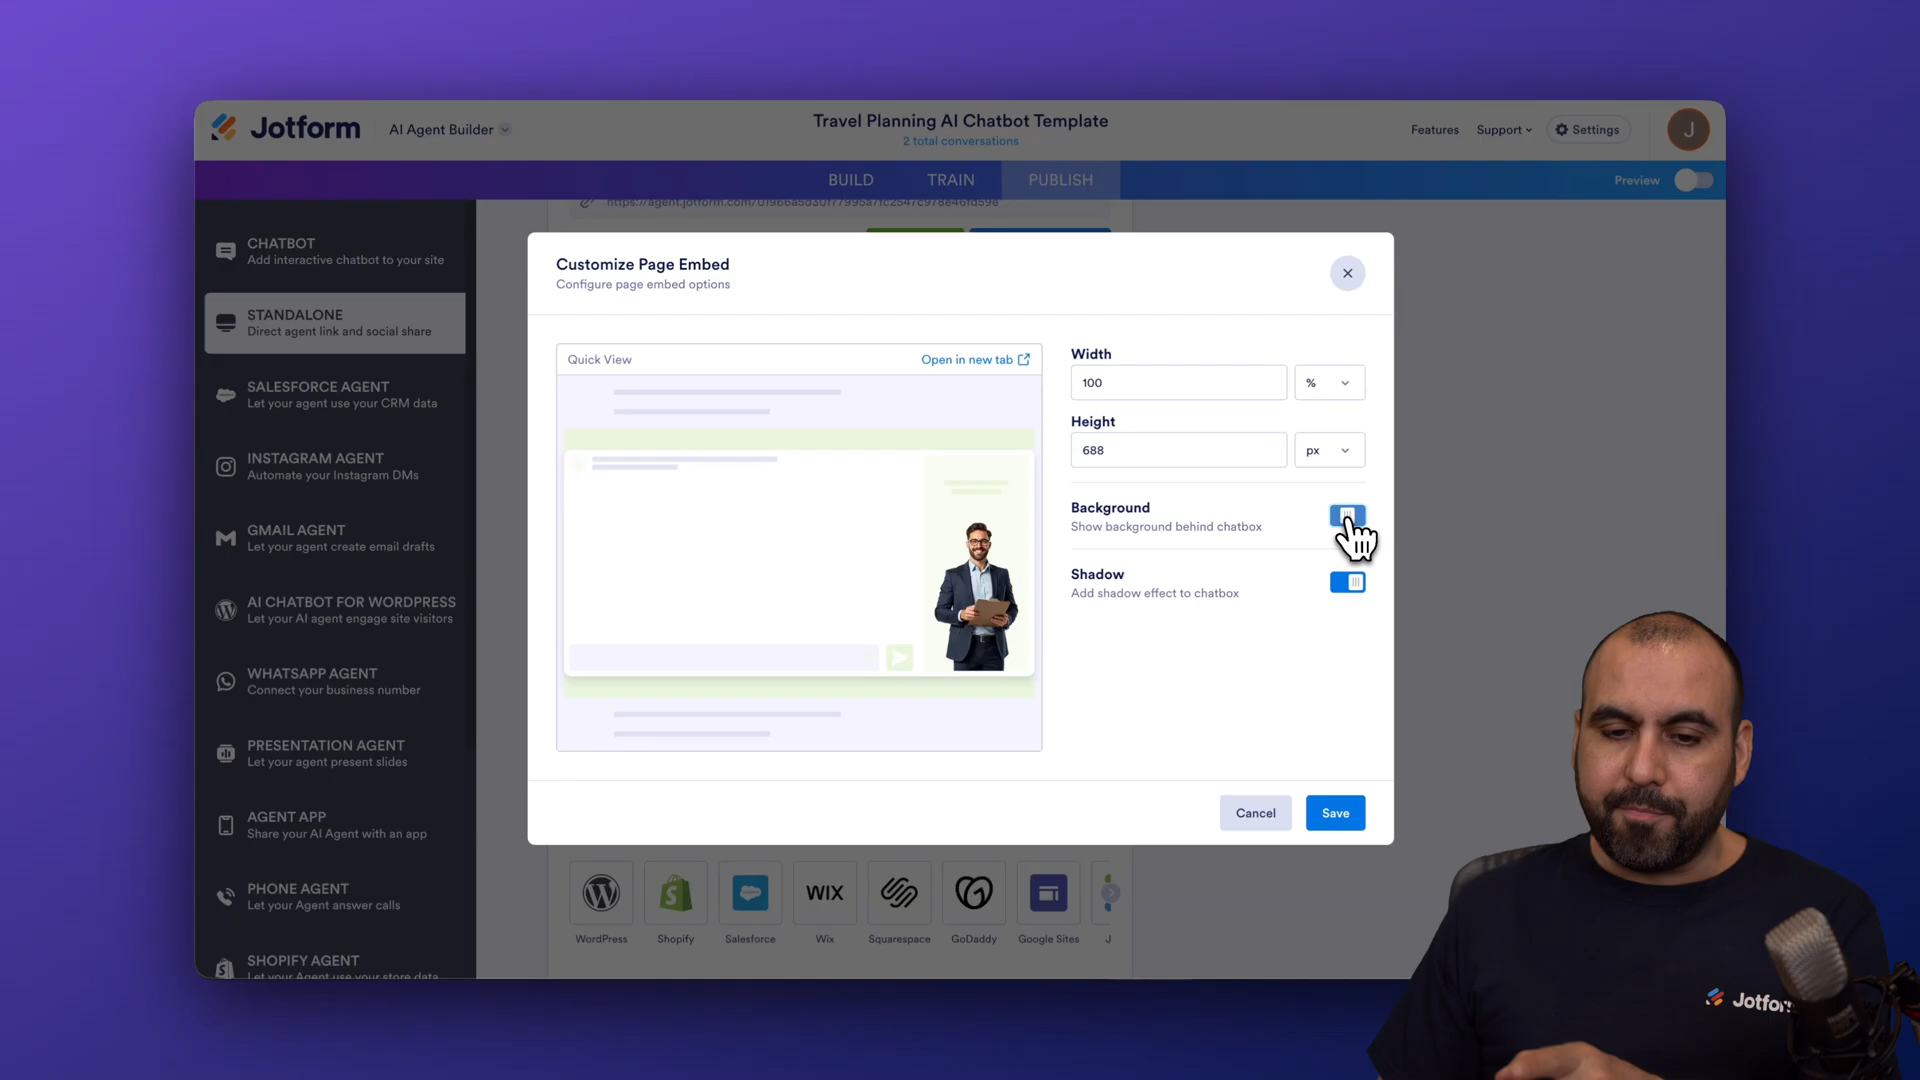 Jotform
AI Agent Builder
Travel Planning AI Chatbot Template
2 total conversations
Features
Support
Settings
J
BUILD
TRAIN
PUBLISH
Preview
CHATBOT
Add interactive chatbot to your site
STANDALONE
Direct agent link and social share
SALESFORCE AGENT
Let your agent use your CRM data
INSTAGRAM AGENT
Automate your Instagram DMs
GMAIL AGENT
Let your agent create email drafts
AI CHATBOT FOR WORDPRESS
Let your AI agent engage site visitors
WHATSAPP AGENT
Connect your business number
PRESENTATION AGENT
Let your agent present slides
AGENT APP
Share your AI Agent with an app
PHONE AGENT
Let your Agent answer calls
SHOPIFY AGENT
Let your Agent use your store data
Customize Page Embed
Configure page embed options
Quick View
Open in new tab
Width
100
%
Height
688
px
Background
Show background behind chatbox
Shadow
Add shadow effect to chatbox
Cancel
Save
WIX
WordPress
Shopify
Salesforce
Wix
Squarespace
GoDaddy
Google Sites
J
Jotform